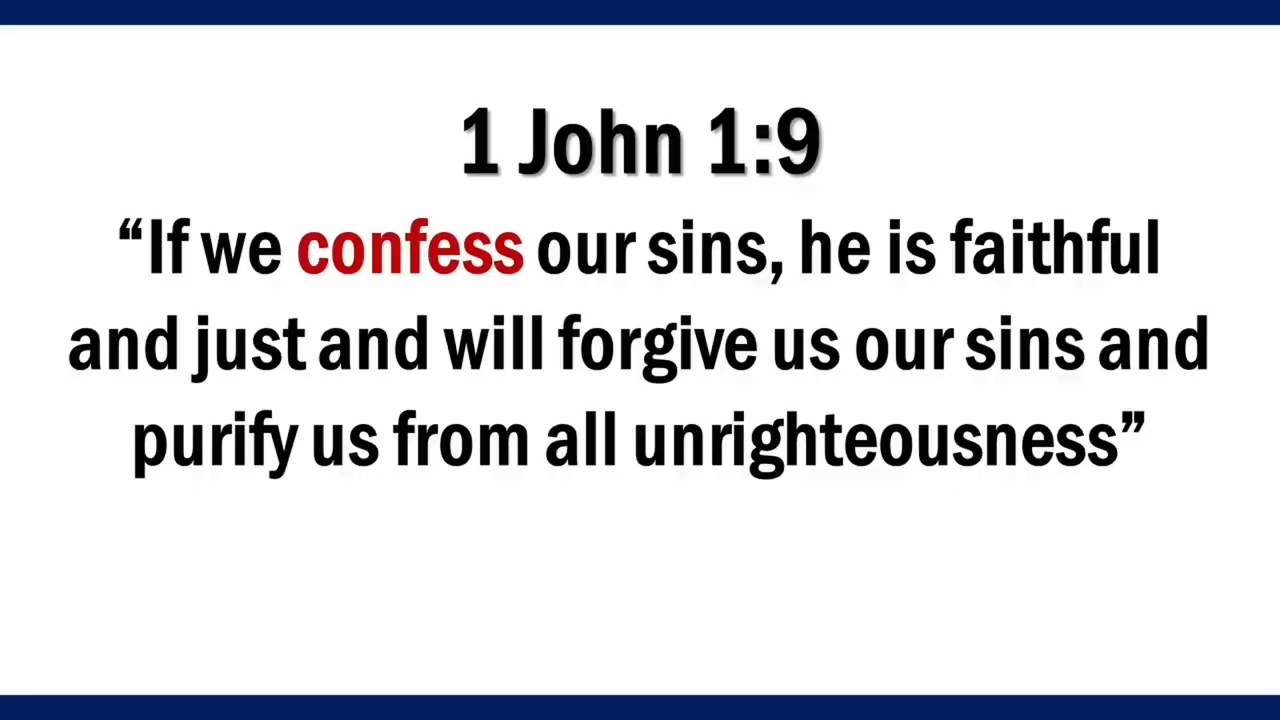 1 John 1:9
“If we confess our sins, he is faithful
and just and will forgive us our sins and
purify us from all unrighteousness”